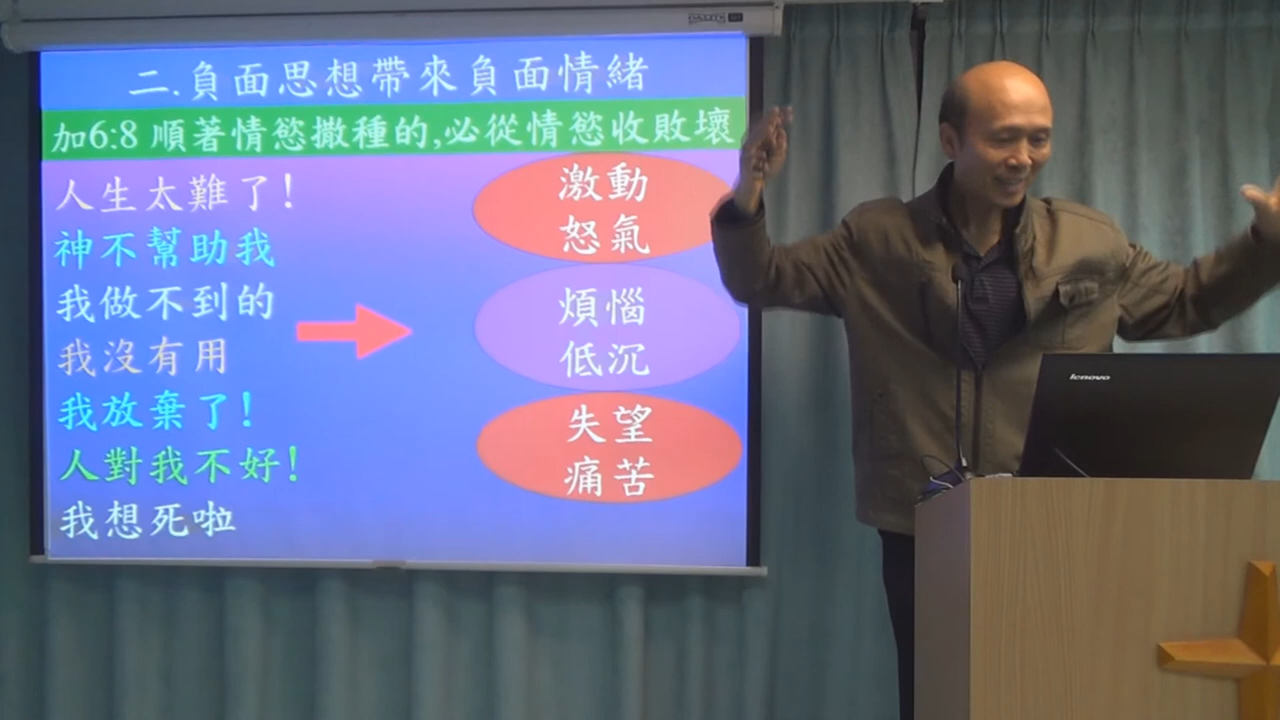 DA-LITE
二.負面思想帶來負面情緒
加6:8 順著情慾撒種的,必從情慾收敗壞
人生太難了!
神不幫助我
我做不到的
我沒有用
我放棄了!
人對我不好!
我想死啦
激動
怒氣
煩惱
低沉
失望
痛苦
lenovo